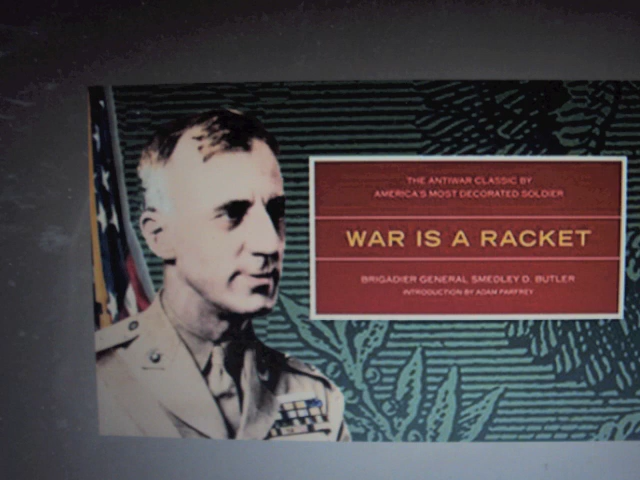 THE ANTIWAR CLASSIC BY
AMERICA'S MOST DECORATED SOLDIER
WAR IS A RACKET
BRIGADIER GENERAL SMEDLEY D. BUTLER
INTRODUCTION BY ADAM PARFREY